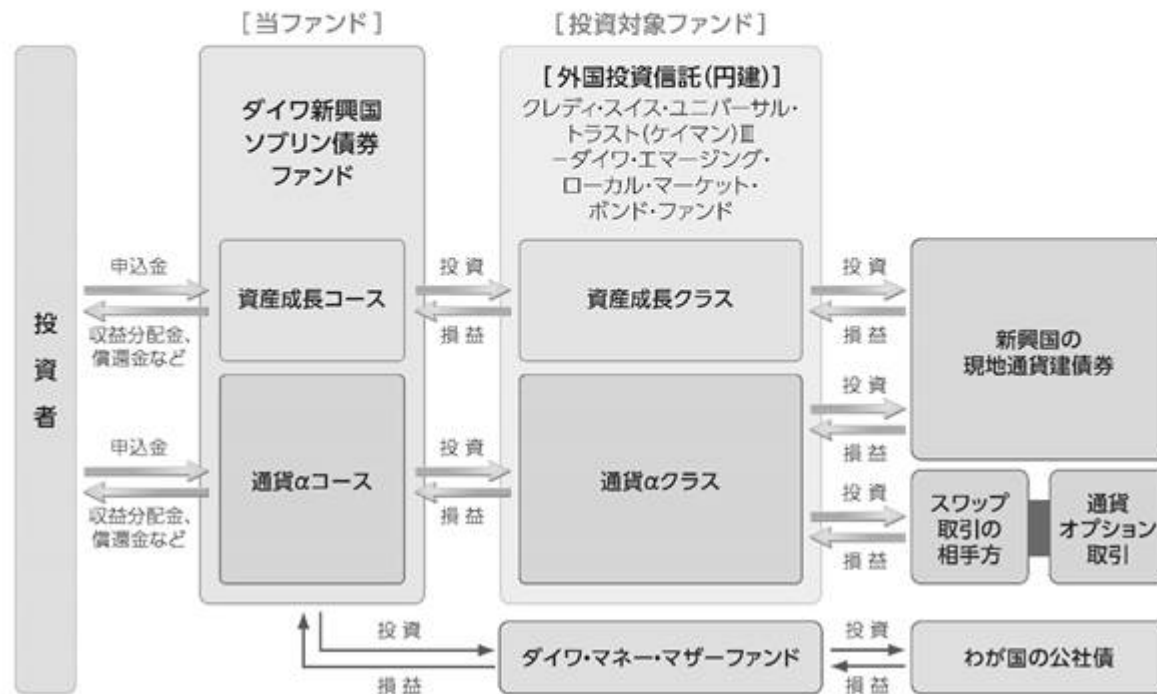 [当ファンド]
[投資対象ファンド]
投資者
ダイワ新興国
ソブリン債券
ファンド
[外国投資信託(円建)]
クレディ・スイス・ユニバーサル・
トラスト(ケイマン)Ⅲ
－ダイワ・エマージング・
ローカル・マーケット・
ボンド・ファンド
申込金
収益分配金、
償還金など
資産成長コース
投資
損益
資産成長クラス
投資
損益
新興国の
現地通貨建債券
投資
損益
申込金
収益分配金、
償還金など
通貨αコース
投資
損益
通貨αクラス
投資
損益
スワップ
取引の
相手方
通貨
オプション
取引
投資
損益
ダイワ・マネー・マザーファンド
投資
損益
わが国の公社債